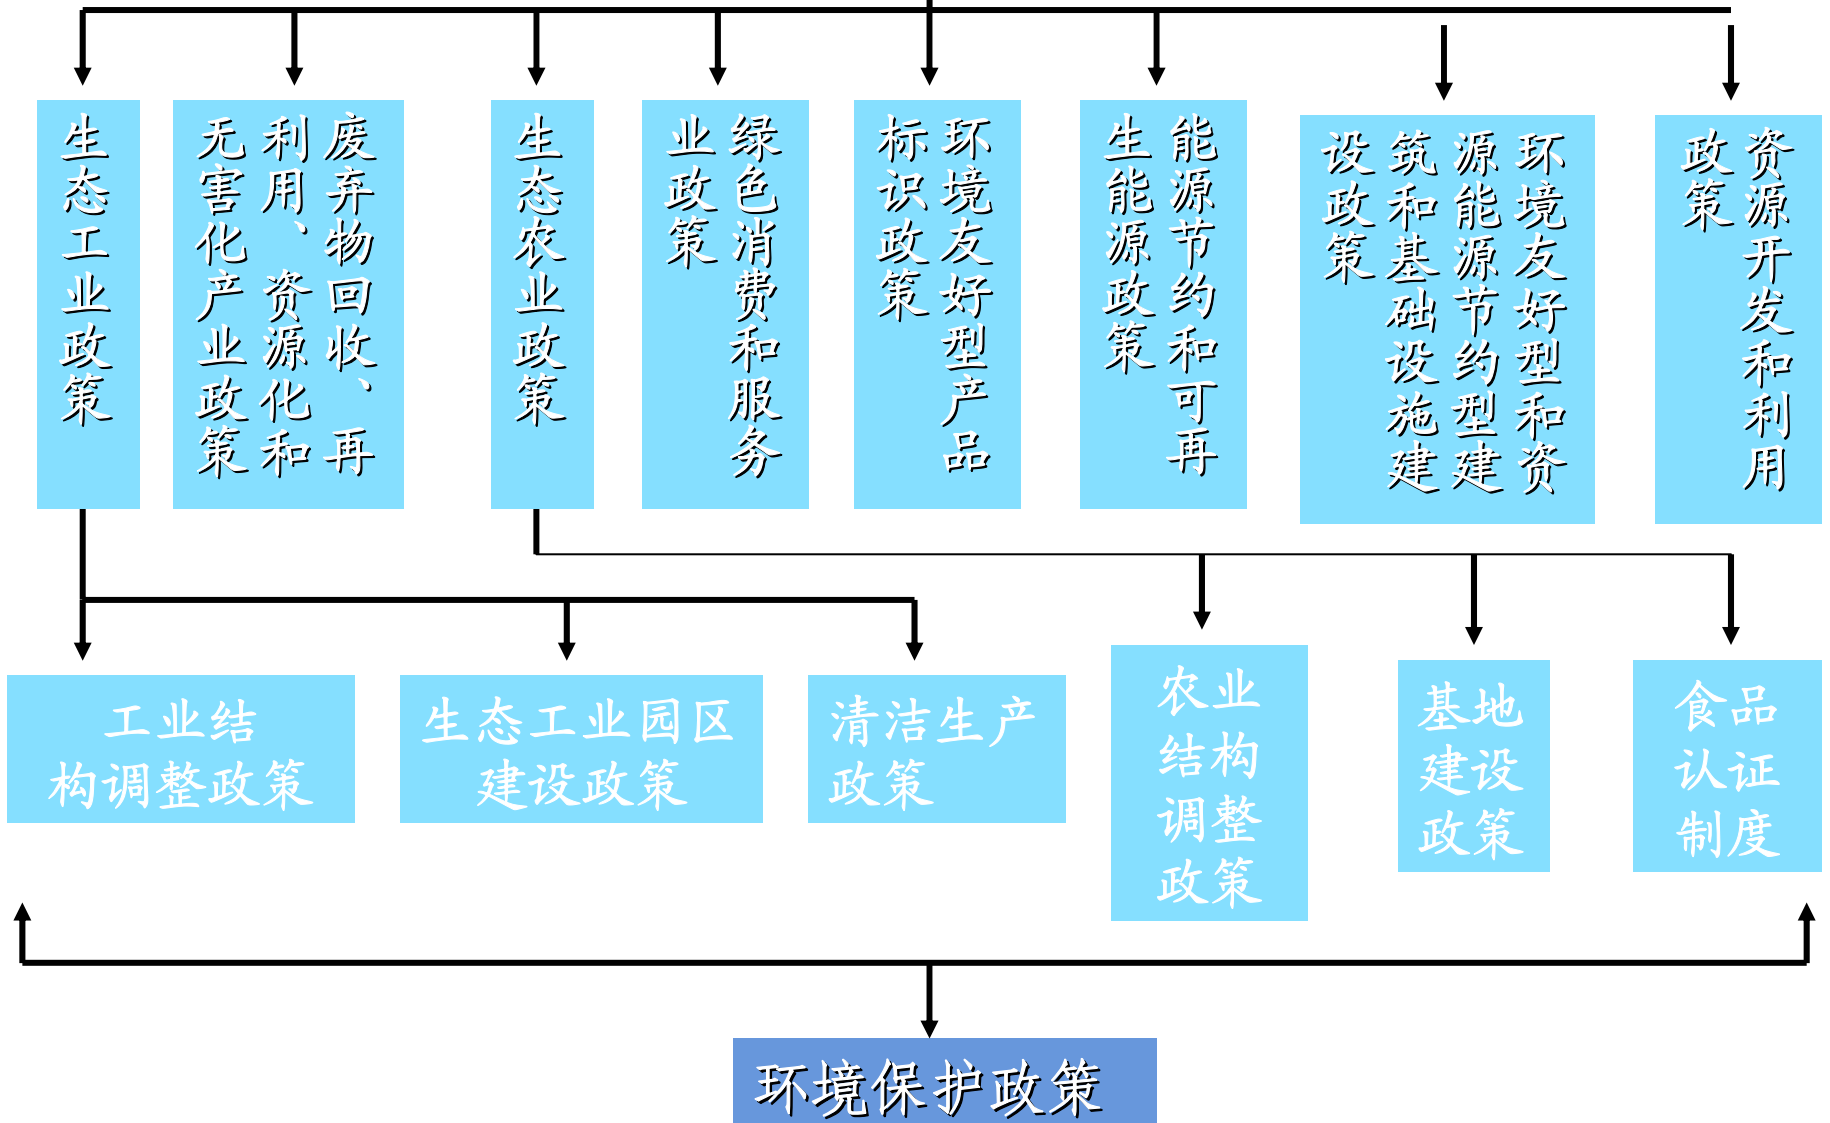 生态工业政策
废弃物回收、再
利用、资源化和
无害化产业政策
生态农业政策
绿色消费和服务
业政策
环境友好型产品
标识政策
能源节约和可再
生能源政策
环境友好型和资
源能源节约型建
筑和基础设施建
设政策
资源开发和利用
政策
工业结
构调整政策
生态工业园区
建设政策
清洁生产
政策
农业
结构
调整
政策
基地
建设
政策
食品
认证
制度
环境保护政策